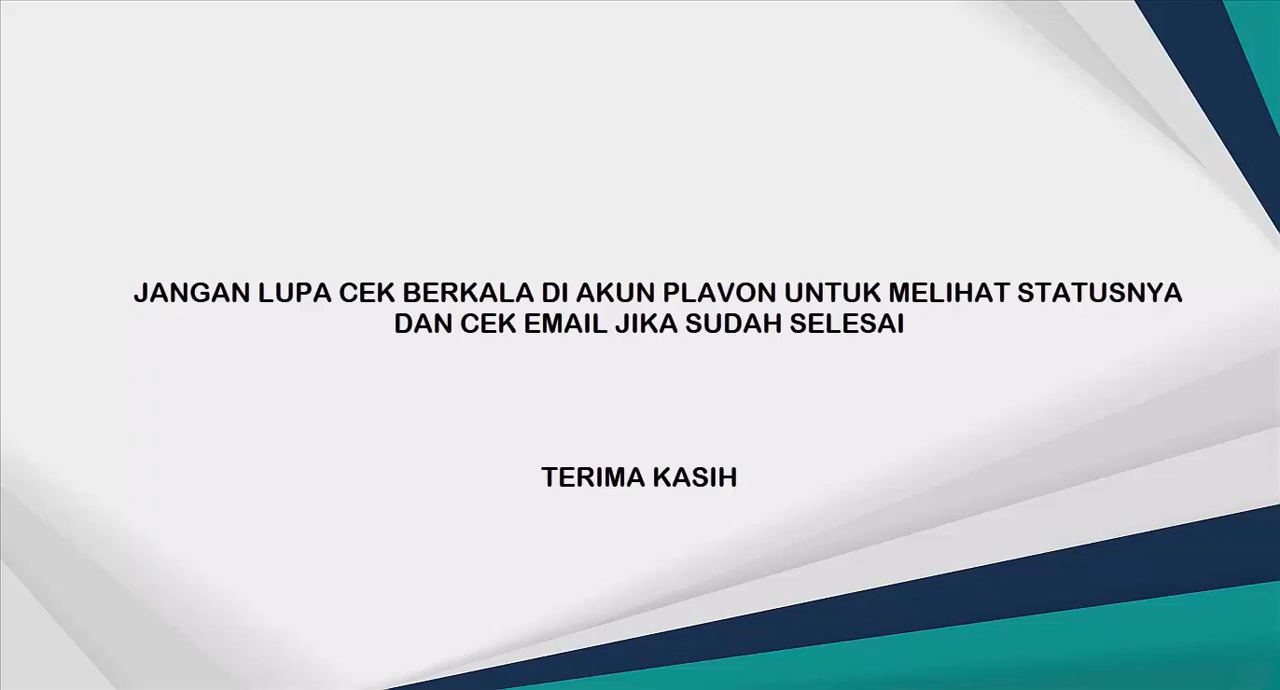 JANGAN LUPA CEK BERKALA DI AKUN PLAVON UNTUK MELIHAT STATUSNYA
DAN CEK EMAIL JIKA SUDAH SELESAI
TERIMA KASIH